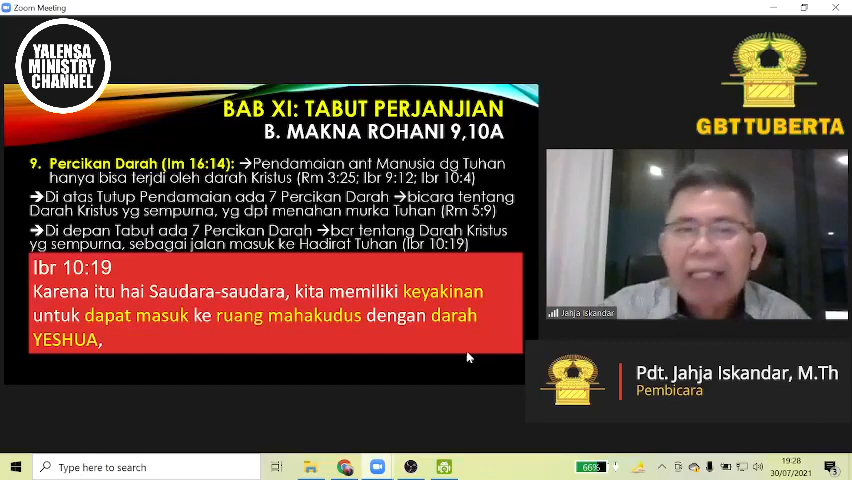 Zoom Meeting
YALENSA
MINISTRY
CHANNEL
BAB XI: TABUT PERJANJIAN
B. MAKNA ROHANI 9,10A
9. Percikan Darah (Im 16:14): →Pendamaian ant Manusia dg Tuhan
hanya bisa terjdi oleh darah Kristus (Rm 3:25; Ibr 9:12; Ibr 10:4)
→Di atas Tutup Pendamaian ada 7 Percikan Darah →bicara tentang
Darah Kristus yg sempurna, yg dpt menahan murka Tuhan (Rm 5:9)
→Di depan Tabut ada 7 Percikan Darah →bcr tentang Darah Kristus
yg sempurna, sebagai jalan masuk ke Hadirat Tuhan (Ibr 10:19)
Ibr 10:19
Karena itu hai Saudara-saudara, kita memiliki keyakinan
untuk dapat masuk ke ruang mahakudus dengan darah
YESHUA,
GBT TUBERTA
Jahja Iskandar
Pdt. Jahja Iskandar, M.Th
Pembicara
Type here to search
66%
19:28
30/07/2021
3